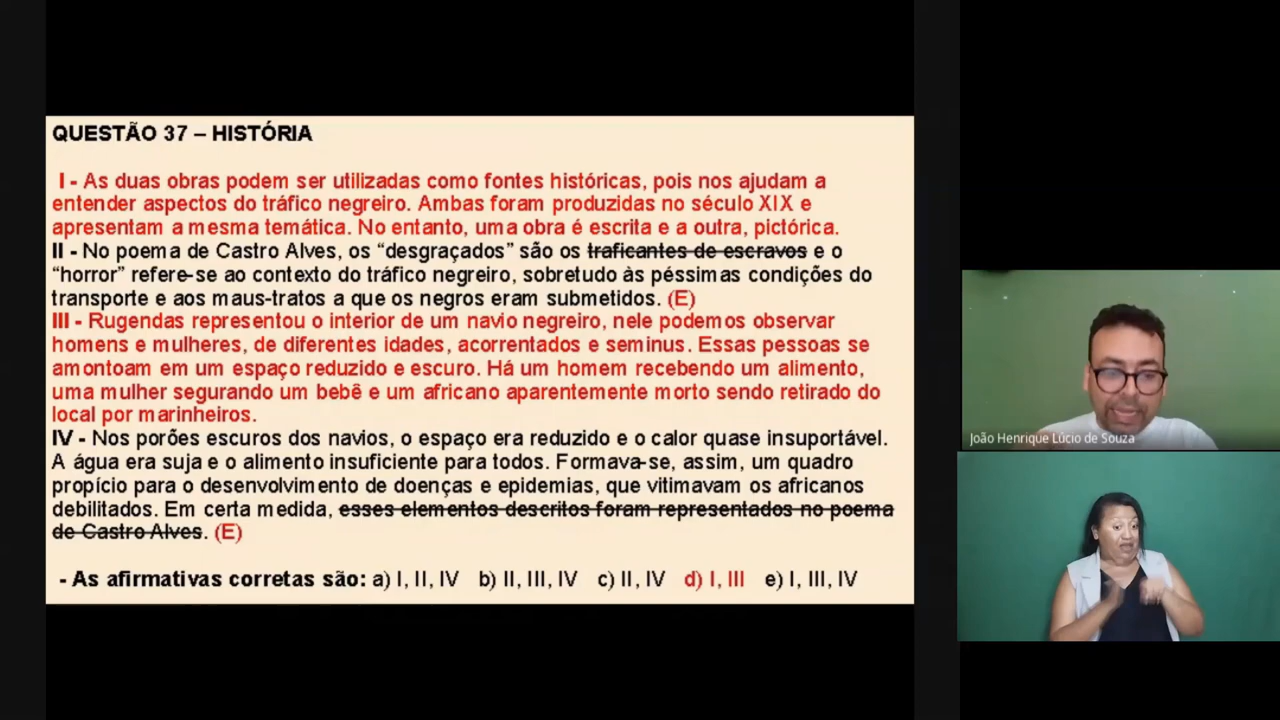 QUESTÃO 37 – HISTÓRIA
I - As duas obras podem ser utilizadas como fontes históricas, pois nos ajudam a
entender aspectos do tráfico negreiro. Ambas foram produzidas no século XIX e
apresentam a mesma temática. No entanto, uma obra é escrita e a outra, pictórica.
II - No poema de Castro Alves, os “desgraçados” são os traficantes de escravos e o
“horror” refere-se ao contexto do tráfico negreiro, sobretudo às péssimas condições do
transporte e aos maus-tratos a que os negros eram submetidos. (E)
III - Rugendas representou o interior de um navio negreiro, nele podemos observar
homens e mulheres, de diferentes idades, acorrentados e seminus. Essas pessoas se
amontoam em um espaço reduzido e escuro. Há um homem recebendo um alimento,
uma mulher segurando um bebê e um africano aparentemente morto sendo retirado do
local por marinheiros.
IV - Nos porões escuros dos navios, o espaço era reduzido e o calor quase insuportável.
A água era suja e o alimento insuficiente para todos. Formava-se, assim, um quadro
propício para o desenvolvimento de doenças e epidemias, que vitimavam os africanos
debilitados. Em certa medida, esses elementos descritos foram representados no poema
de Castro Alves. (E)
- As afirmativas corretas são: a) I, II, IV b) II, III, IV c) II, IV d) I, III e) I, III, IV
João Henrique Lúcio de Souza